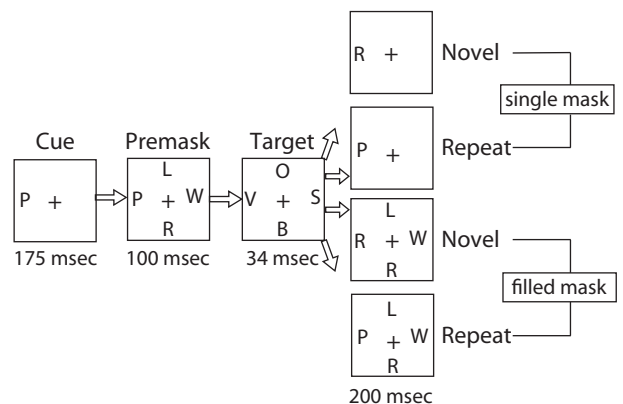 Cue
P +
175 msec
Premask
L
P + W
R
100 msec
Target
O
V + S
B
34 msec
R +
Novel
P +
Repeat
single mask
L
R + W
R
Novel
L
P + W
R
Repeat
filled mask
200 msec